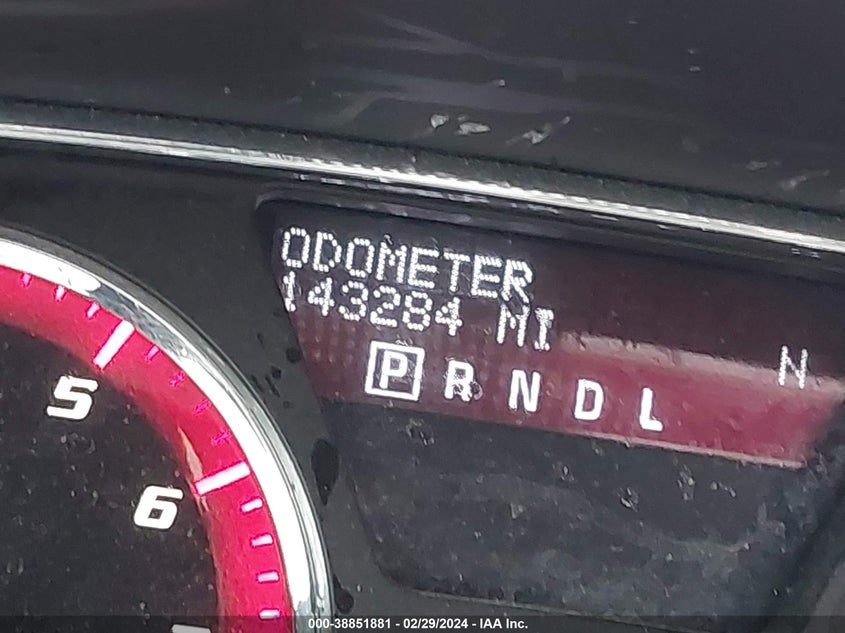 ODOMETER
143284 MI
N
P R N D L
5
6
000-38851881 - 02/29/2024 - IAA Inc.